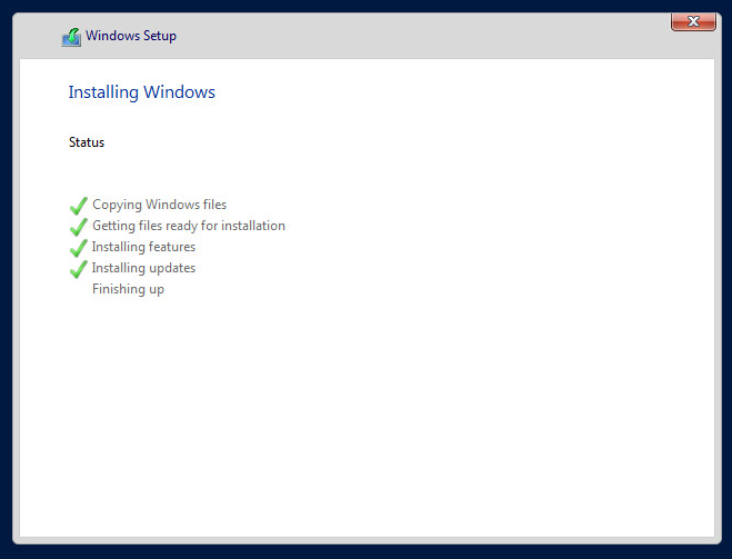 Windows Setup
Installing Windows
Status
Copying Windows files
Getting files ready for installation
Installing features
Installing updates
Finishing up